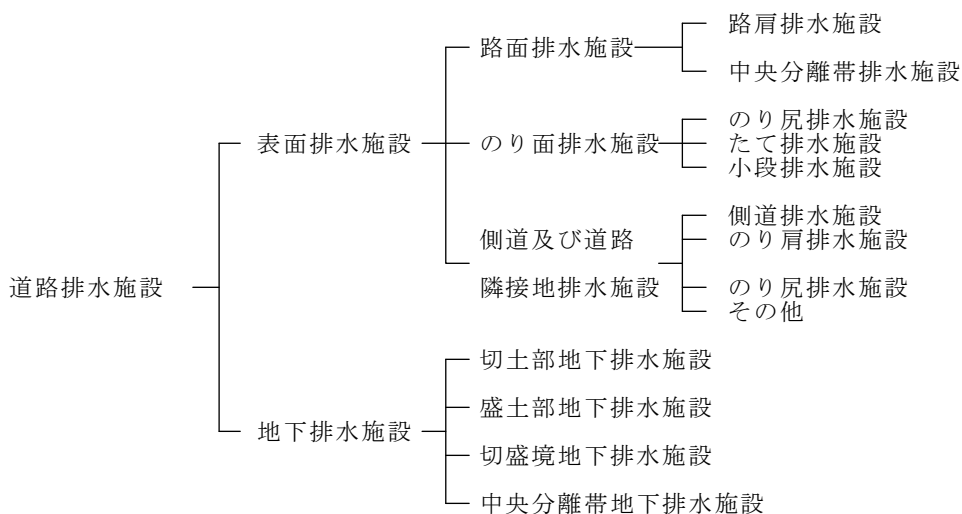 道路排水施設
表面排水施設
路面排水施設
路肩排水施設
中央分離帯排水施設
のり面排水施設
のり尻排水施設
たて排水施設
小段排水施設
側道及び道路
隣接地排水施設
側道排水施設
のり肩排水施設
のり尻排水施設
その他
地下排水施設
切土部地下排水施設
盛土部地下排水施設
切盛境地下排水施設
中央分離帯地下排水施設